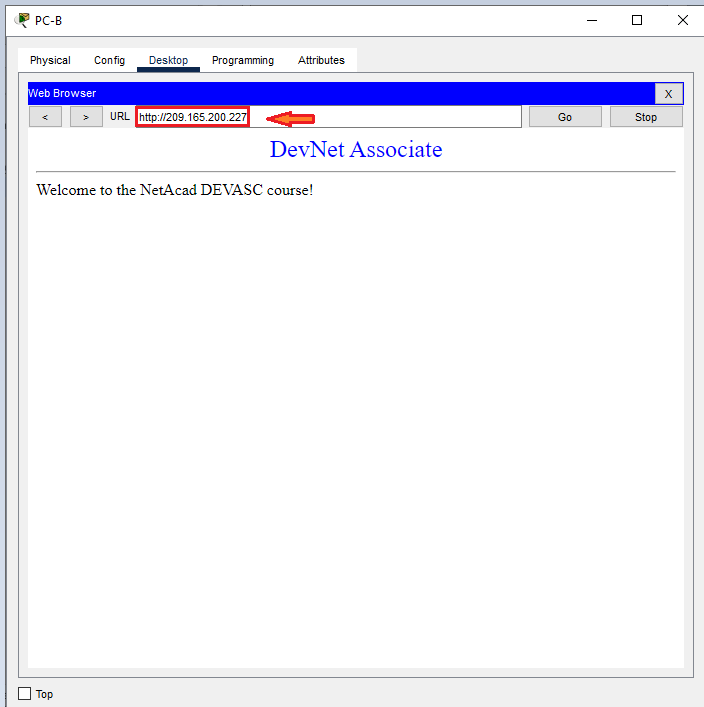 PC-B
Physical Config Desktop Programming Attributes
Web Browser X
< > URL http://209.165.200.227 Go Stop
DevNet Associate
Welcome to the NetAcad DEVASC course!
Top